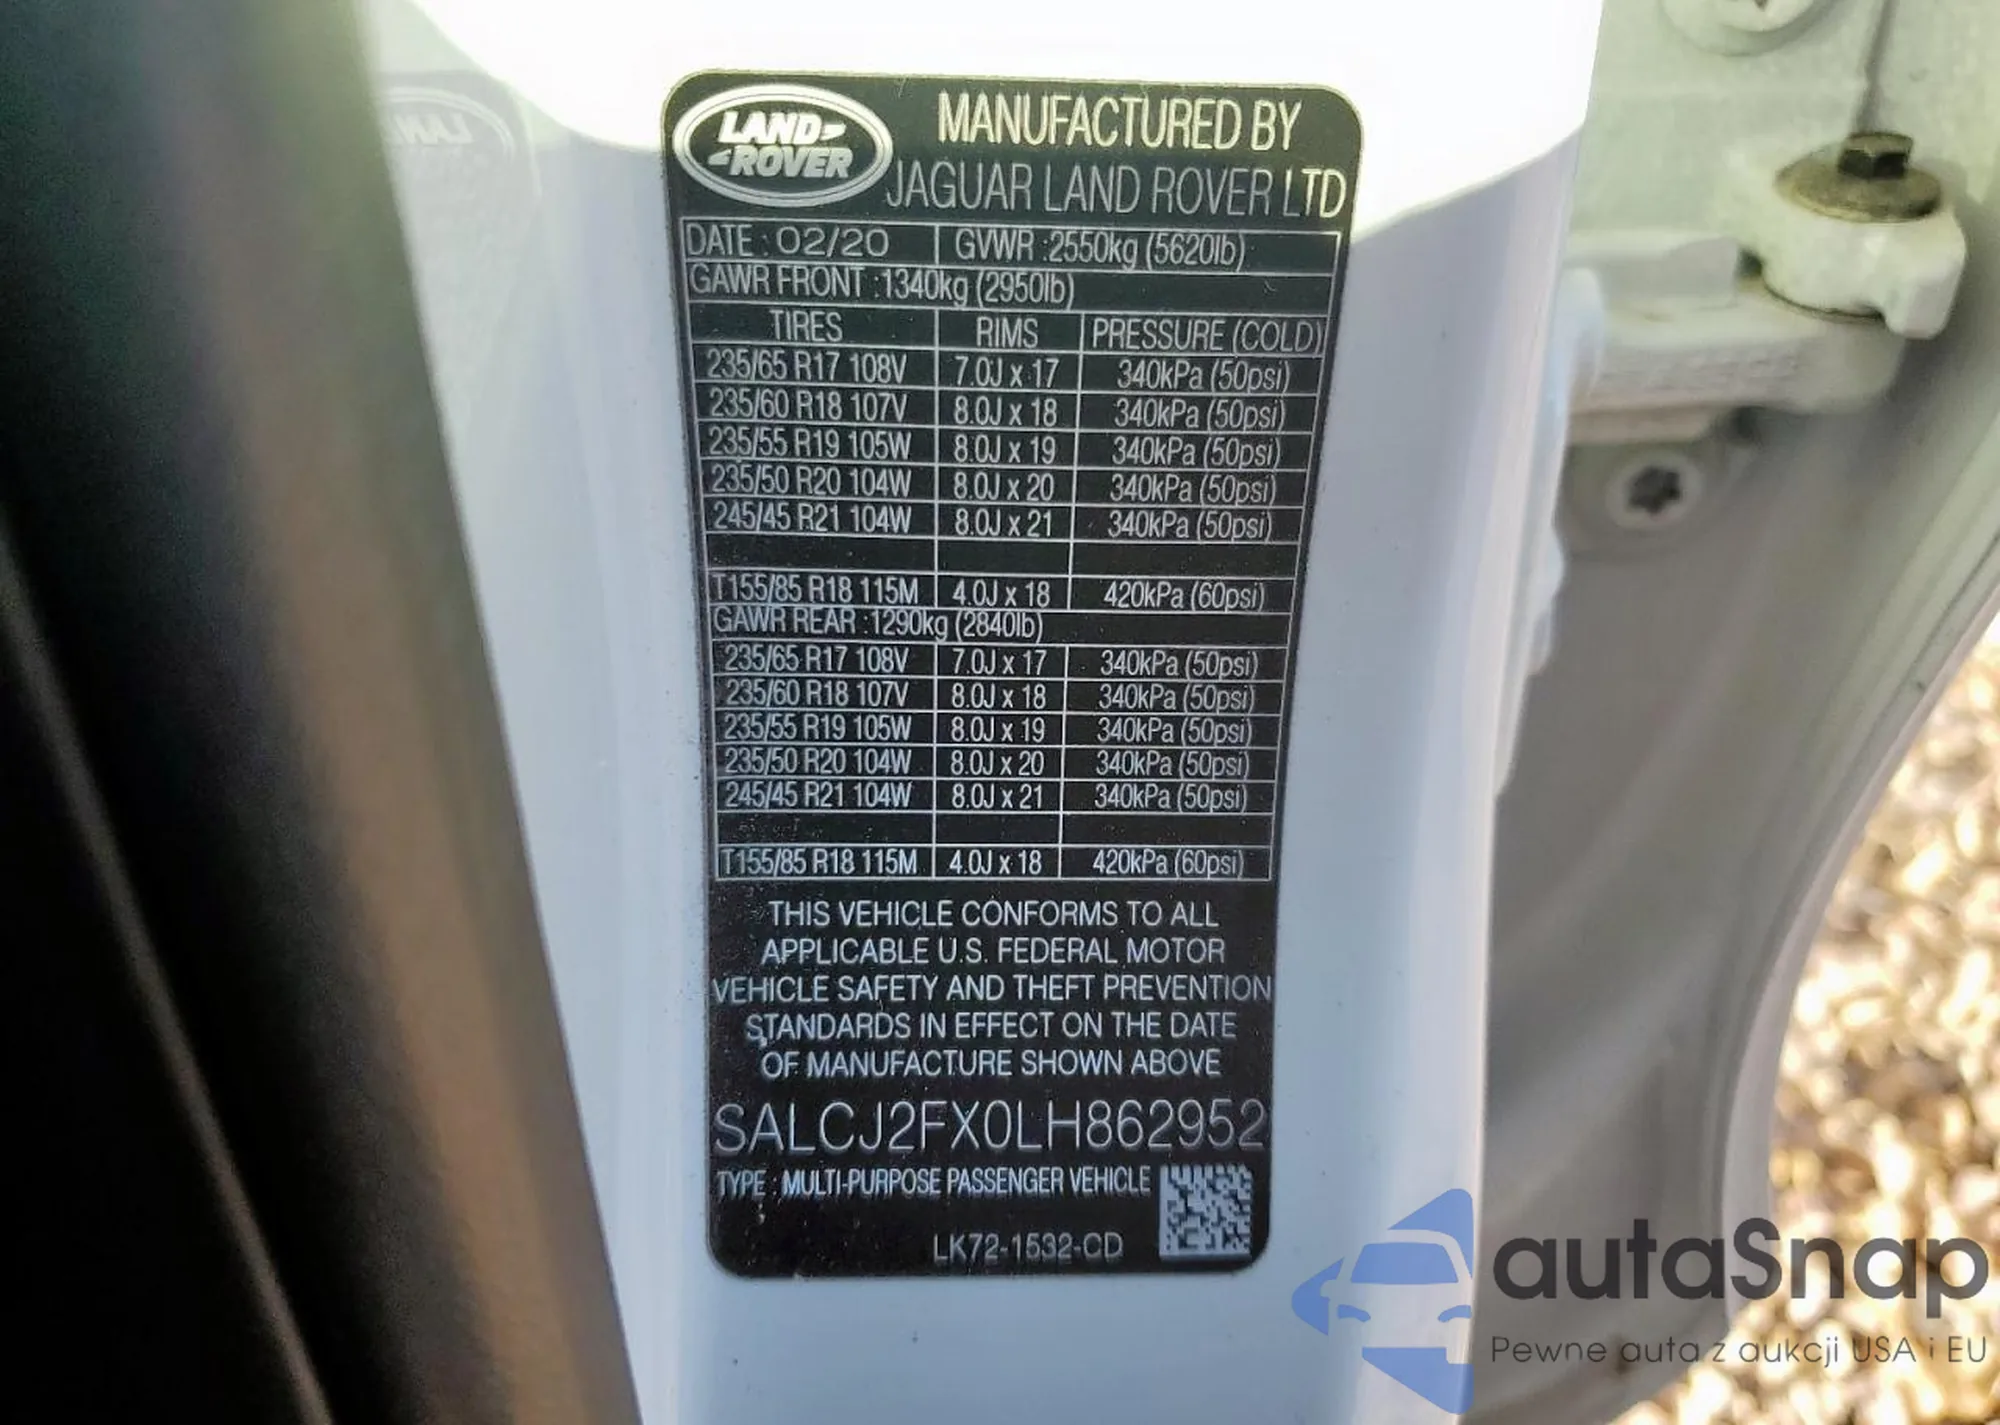 LAND
ROVER
MANUFACTURED BY
JAGUAR LAND ROVER LTD
DATE : 02/20 GVWR :2550kg (5620lb)
GAWR FRONT :1340kg (2950lb)
TIRES RIMS PRESSURE (COLD)
235/65 R17 108V 7.0J x 17 340kPa (50psi)
235/60 R18 107V 8.0J x 18 340kPa (50psi)
235/55 R19 105W 8.0J x 19 340kPa (50psi)
235/50 R20 104W 8.0J x 20 340kPa (50psi)
245/45 R21 104W 8.0J x 21 340kPa (50psi)
T155/85 R18 115M 4.0J x 18 420kPa (60psi)
GAWR REAR :1290kg (2840lb)
235/65 R17 108V 7.0J x 17 340kPa (50psi)
235/60 R18 107V 8.0J x 18 340kPa (50psi)
235/55 R19 105W 8.0J x 19 340kPa (50psi)
235/50 R20 104W 8.0J x 20 340kPa (50psi)
245/45 R21 104W 8.0J x 21 340kPa (50psi)
T155/85 R18 115M 4.0J x 18 420kPa (60psi)
THIS VEHICLE CONFORMS TO ALL
APPLICABLE U.S. FEDERAL MOTOR
VEHICLE SAFETY AND THEFT PREVENTION
STANDARDS IN EFFECT ON THE DATE
OF MANUFACTURE SHOWN ABOVE
SALCJ2FX0LH862952
TYPE : MULTI-PURPOSE PASSENGER VEHICLE
LK72-1532-CD
autaSnap
Pewne auta z aukcji USA i EU